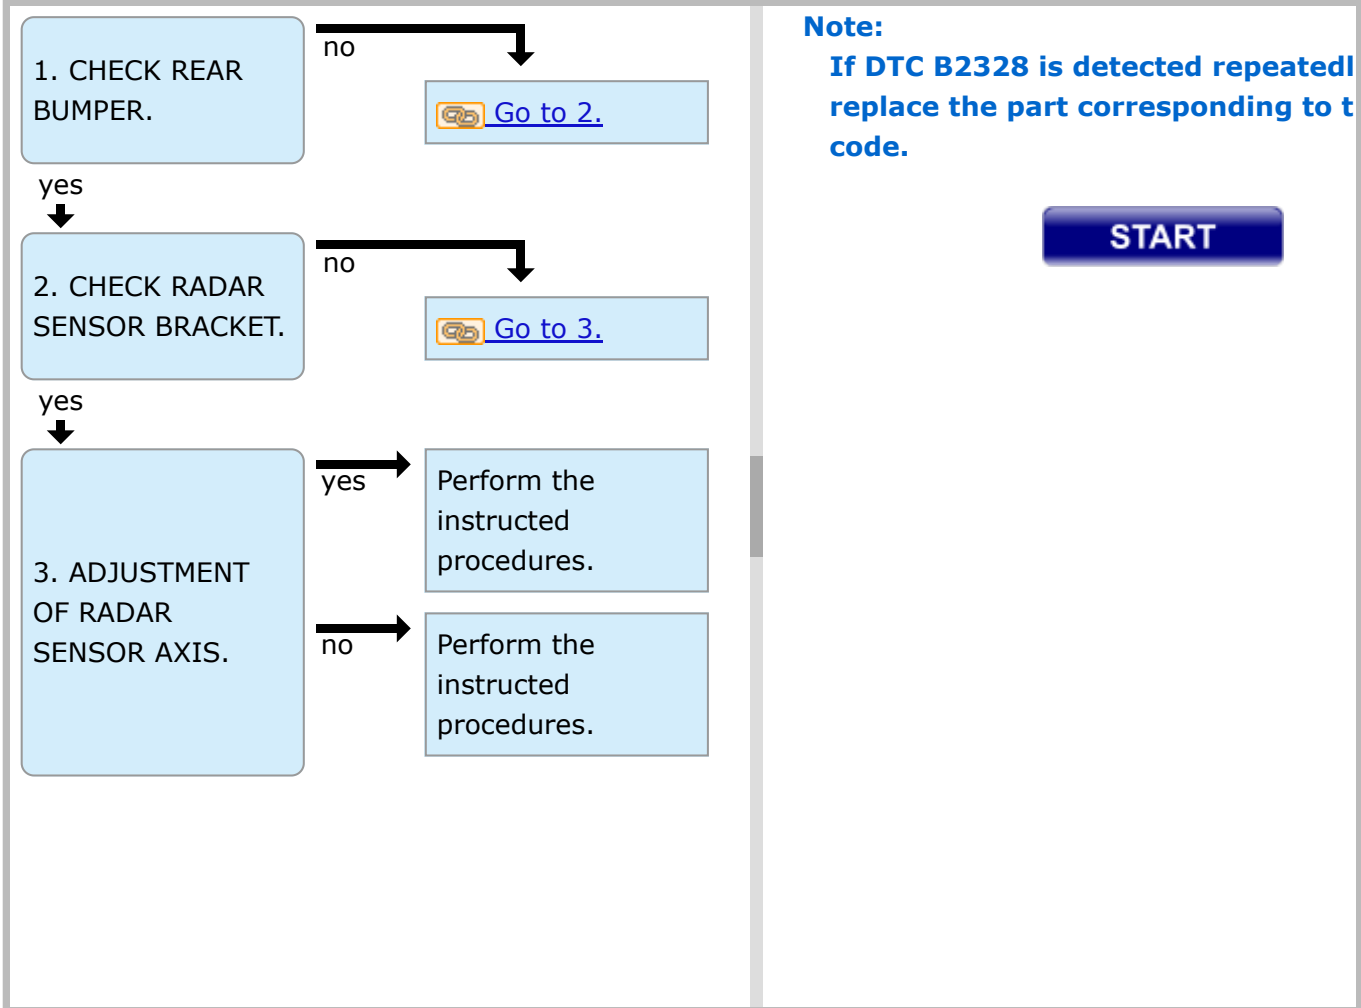 1. CHECK REAR
BUMPER.
no
Go to 2.
yes
2. CHECK RADAR
SENSOR BRACKET.
no
Go to 3.
yes
3. ADJUSTMENT
OF RADAR
SENSOR AXIS.
yes
Perform the
instructed
procedures.
no
Perform the
instructed
procedures.
Note:
If DTC B2328 is detected repeatedl
replace the part corresponding to t
code.
START